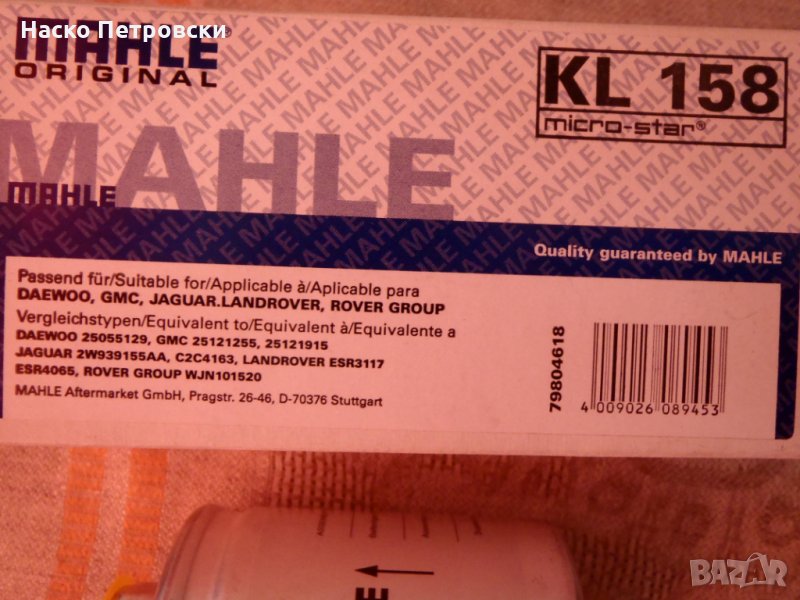 Наско Петровски
MAHLE
ORIGINAL
KL 158
micro-star®
MAHLE
MAHLE
Quality guaranteed by MAHLE
Passend für/Suitable for/Applicable à/Aplicable para
DAEWOO, GMC, JAGUAR.LANDROVER, ROVER GROUP
Vergleichstypen/Equivalent to/Equivalent à/Equivalente a
DAEWOO 25055129, GMC 25121255, 25121915
JAGUAR 2W939155AA, C2C4163, LANDROVER ESR3117
ESR4065, ROVER GROUP WJN101520
MAHLE Aftermarket GmbH, Pragstr. 26-46, D-70376 Stuttgart
79804618
4 009026 089453
BAZAR